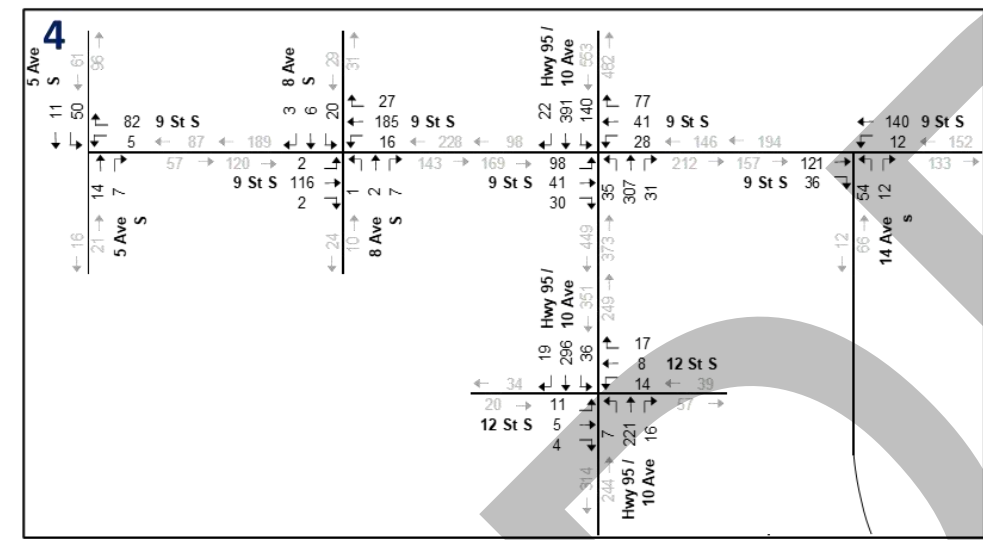 4
5 Ave
S
11
50
61
96
82 9 St S
5 87 189
57 120
14
7
21
16
5 Ave
S
8 Ave
S
3
6
20
29
31
27
185 9 St S
16 228 98
2
9 St S 116
2
143 169
1
2
7
10
24
8 Ave
S
Hwy 95 /
10 Ave
22
391
140
553
482
77
41 9 St S
28 146 194
98
9 St S 41
30
212 157
35
307
31
449
373
121
9 St S 36
140 9 St S
12 152
133
54
12
66
12
14 Ave
s
Hwy 95 /
10 Ave
351
249
19
296
36
17
8 12 St S
14 39
34
20 11
12 St S 5
4
57
7
221
16
314
244
Hwy 95 /
10 Ave